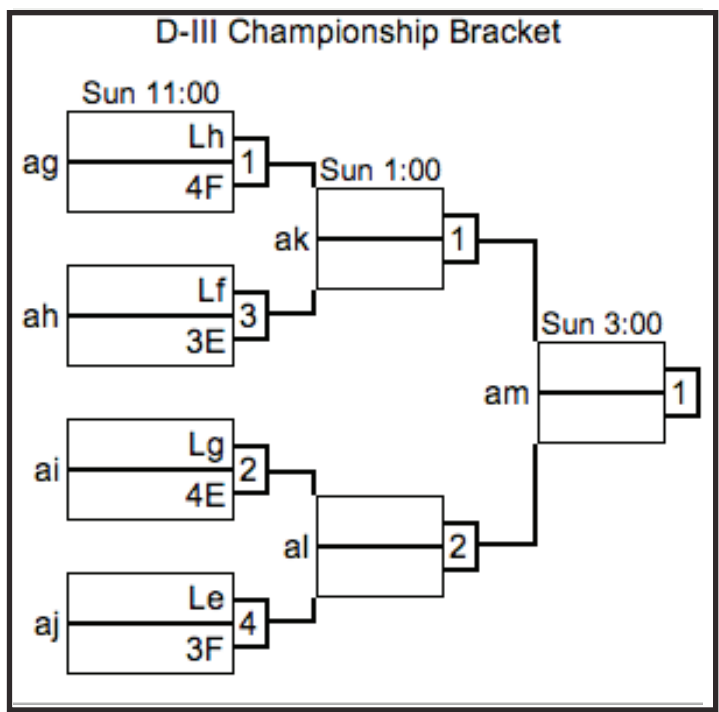 D-III Championship Bracket
Sun 11:00
Lh
ag
1
4F
Sun 1:00
ak
1
Lf
ah
3
3E
Sun 3:00
am
1
Lg
ai
2
4E
al
2
Le
aj
4
3F